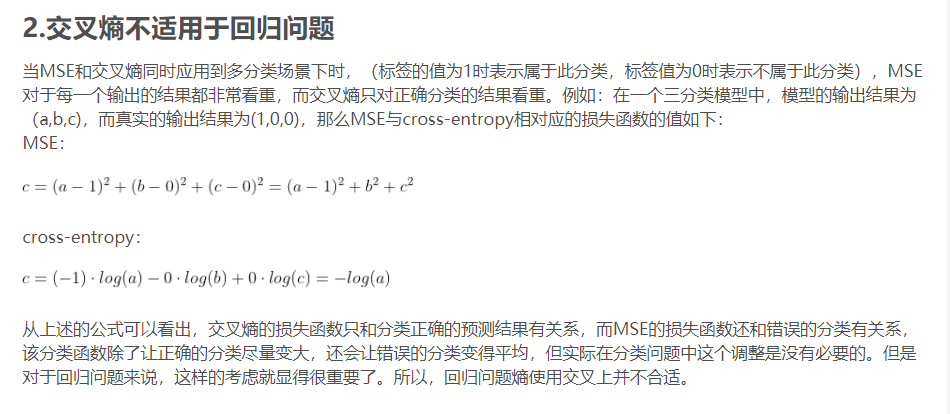 2.交叉熵不适用于回归问题
当MSE和交叉熵同时应用到多分类场景下时，（标签的值为1时表示属于此分类，标签值为0时表示不属于此分类），MSE
对于每一个输出的结果都非常看重，而交叉熵只对正确分类的结果看重。例如：在一个三分类模型中，模型的输出结果为
（a,b,c)，而真实的输出结果为(1,0,0)，那么MSE与cross-entropy相对应的损失函数的值如下：
MSE：
c = (a − 1)² + (b − 0)² + (c − 0)² = (a − 1)² + b² + c²
cross-entropy：
c = (−1) · log(a) − 0 · log(b) + 0 · log(c) = −log(a)
从上述的公式可以看出，交叉熵的损失函数只和分类正确的预测结果有关系，而MSE的损失函数还和错误的分类有关系，
该分类函数除了让正确的分类尽量变大，还会让错误的分类变得平均，但实际在分类问题中这个调整是没有必要的。但是
对于回归问题来说，这样的考虑就显得很重要了。所以，回归问题熵使用交叉上并不合适。